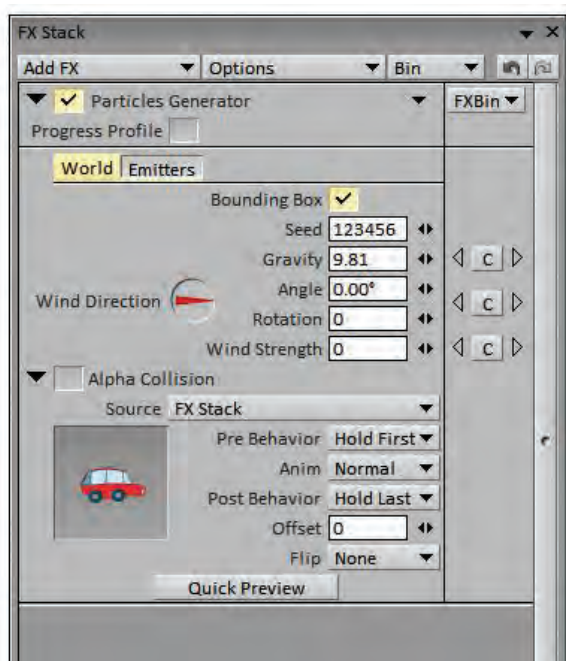 FX Stack
Add FX Options Bin
Particles Generator FXBin
Progress Profile
World Emitters
Bounding Box
Seed 123456
Gravity 9.81 C
Wind Direction Angle 0.00° C
Rotation 0
Wind Strength 0 C
Alpha Collision
Source FX Stack
Pre Behavior Hold First
Anim Normal
Post Behavior Hold Last
Offset 0
Flip None
Quick Preview